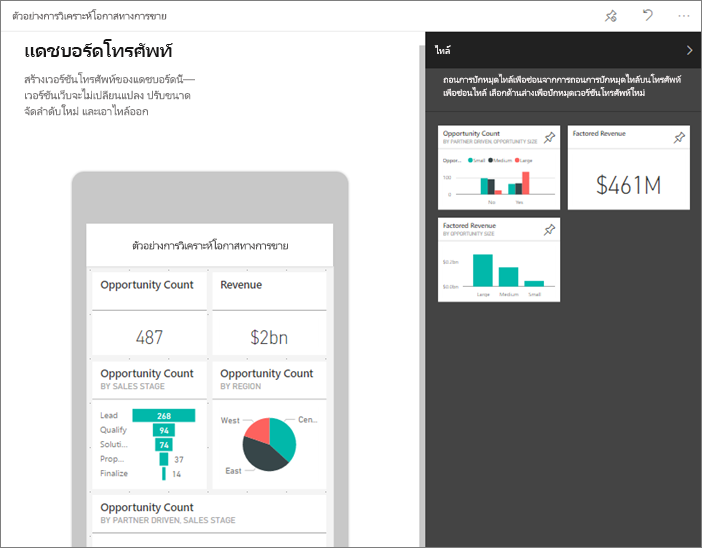 ตัวอย่างการวิเคราะห์โอกาสทางการขาย
แดชบอร์ดโทรศัพท์
สร้างเวอร์ชันโทรศัพท์ของแดชบอร์ดนี้—
เวอร์ชันเว็บจะไม่เปลี่ยนแปลง ปรับขนาด
จัดลำดับใหม่ และเอาไทล์ออก
ตัวอย่างการวิเคราะห์โอกาสทางการขาย
Opportunity Count
487
Revenue
$2bn
Opportunity Count
BY SALES STAGE
Lead 268
Qualify 94
Soluti... 74
Prop... 37
Finalize 14
Opportunity Count
BY REGION
West
Cen...
East
Opportunity Count
BY PARTNER DRIVEN, SALES STAGE
ไทล์
ถอนการปักหมุดไทล์เพื่อซ่อนจากการถอนการปักหมุดไทล์บนโทรศัพท์
เพื่อซ่อนไทล์ เลือกด้านล่างเพื่อปักหมุดเวอร์ชันโทรศัพท์ใหม่
Opportunity Count
BY PARTNER DRIVEN, OPPORTUNITY SIZE
Oppor... Small Medium Large
100
0
No Yes
Factored Revenue
$461M
Factored Revenue
BY OPPORTUNITY SIZE
$0.2bn
$0.0bn
Large Medium Small